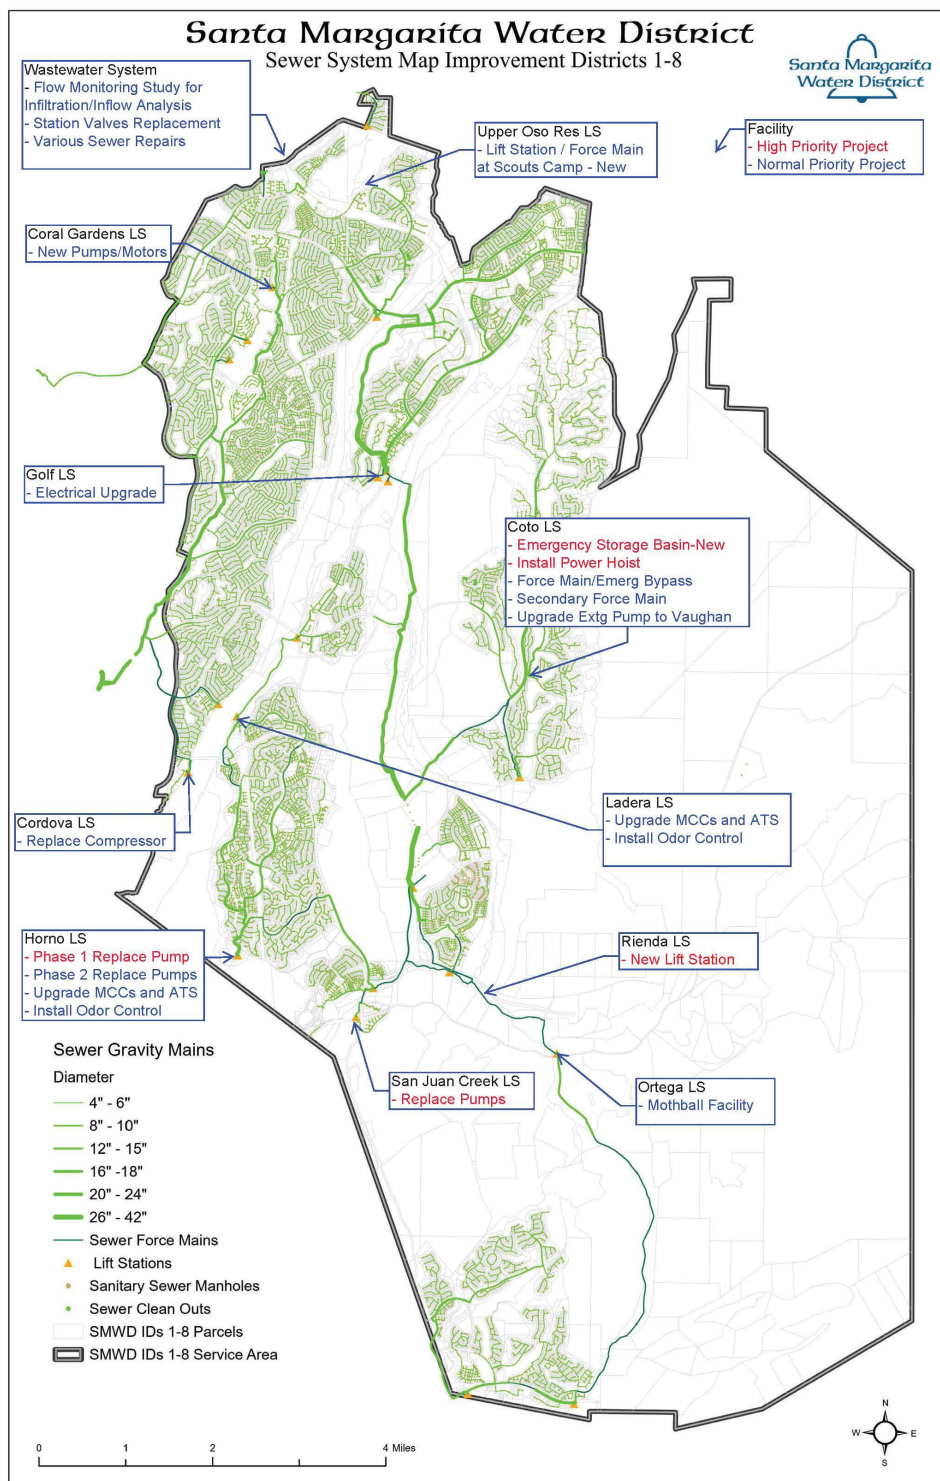 Santa Margarita Water District
Sewer System Map Improvement Districts 1-8
Santa Margarita
Water District
Wastewater System
- Flow Monitoring Study for
Infiltration/Inflow Analysis
- Station Valves Replacement
- Various Sewer Repairs
Upper Oso Res LS
- Lift Station / Force Main
at Scouts Camp - New
Facility
- High Priority Project
- Normal Priority Project
Coral Gardens LS
- New Pumps/Motors
Golf LS
- Electrical Upgrade
Coto LS
- Emergency Storage Basin-New
- Install Power Hoist
- Force Main/Emerg Bypass
- Secondary Force Main
- Upgrade Extg Pump to Vaughan
Ladera LS
- Upgrade MCCs and ATS
- Install Odor Control
Cordova LS
- Replace Compressor
Horno LS
- Phase 1 Replace Pump
- Phase 2 Replace Pumps
- Upgrade MCCs and ATS
- Install Odor Control
Rienda LS
- New Lift Station
San Juan Creek LS
- Replace Pumps
Ortega LS
- Mothball Facility
Sewer Gravity Mains
Diameter
4" - 6"
8" - 10"
12" - 15"
16" -18"
20" - 24"
26" - 42"
Sewer Force Mains
Lift Stations
Sanitary Sewer Manholes
Sewer Clean Outs
SMWD IDs 1-8 Parcels
SMWD IDs 1-8 Service Area
0 1 2 4 Miles
N
W E
S